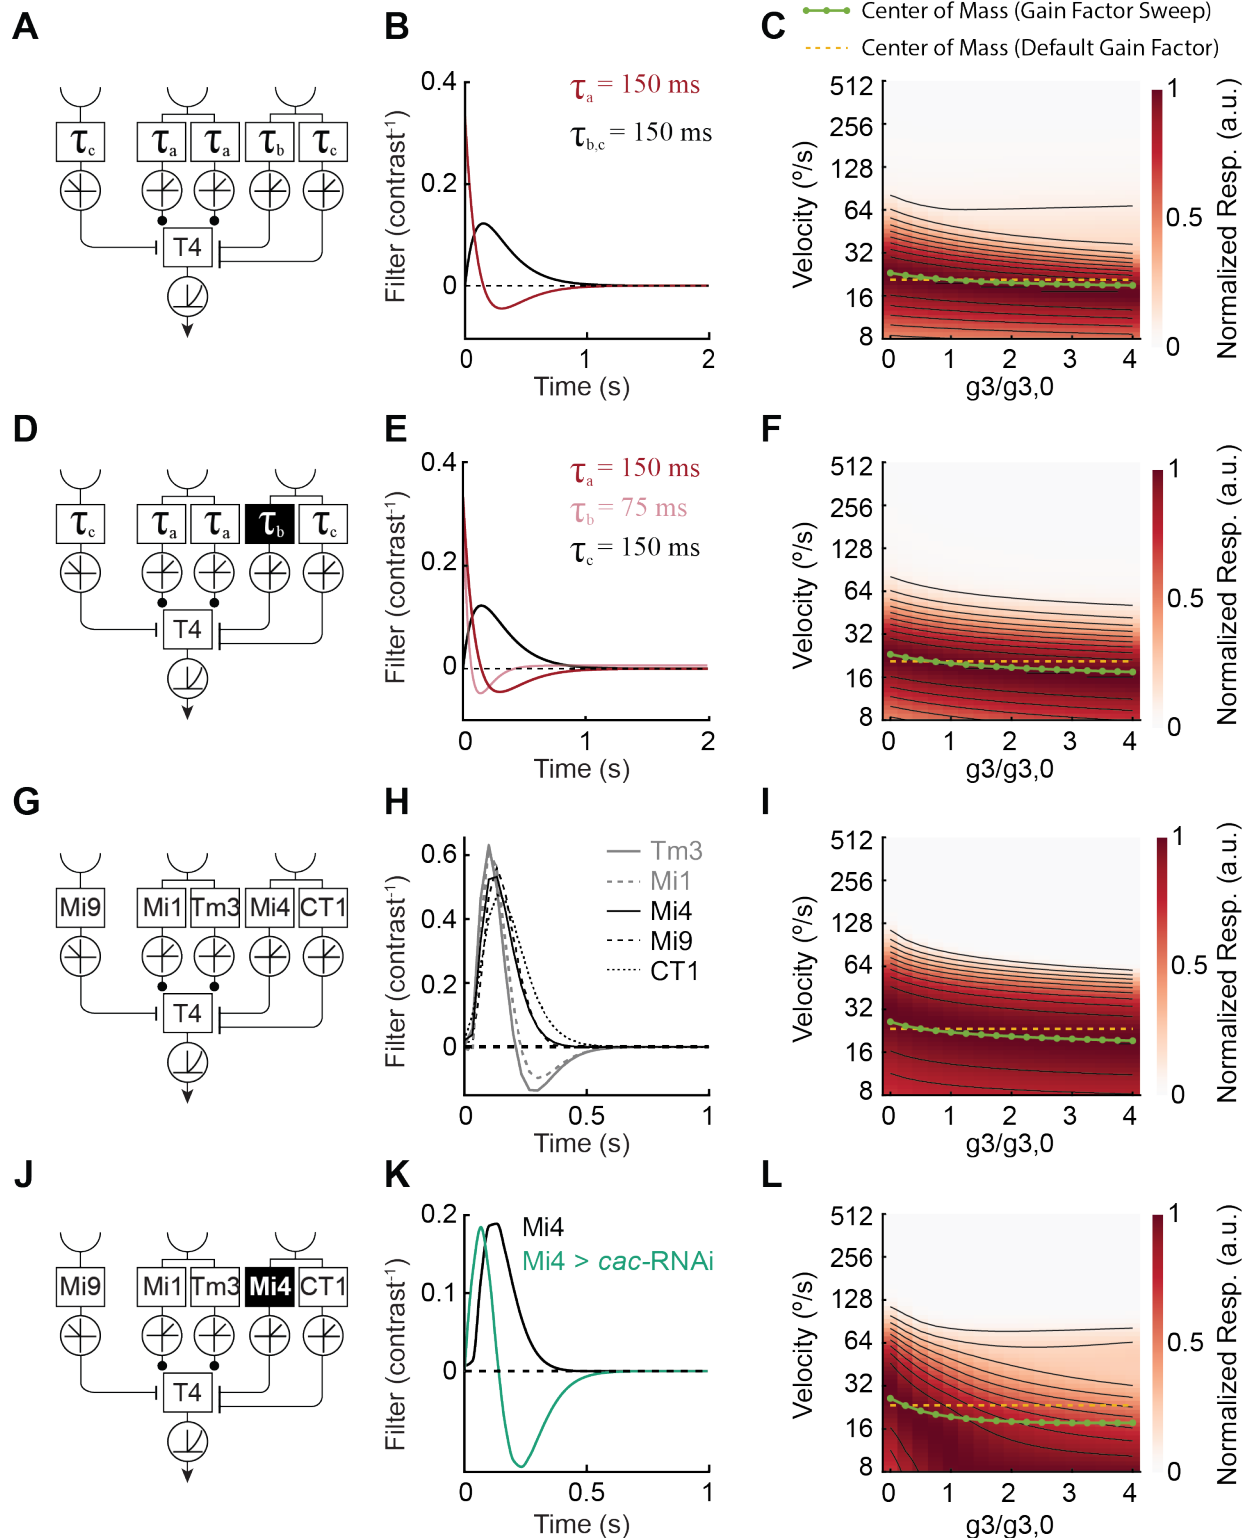 A
B
C
Center of Mass (Gain Factor Sweep)
Center of Mass (Default Gain Factor)
τc τa τa τb τc
T4
Filter (contrast-1)
0.4
0.2
0
0 1 2
Time (s)
τa = 150 ms
τb,c = 150 ms
Velocity (º/s)
512
256
128
64
32
16
8
0 1 2 3 4
g3/g3,0
1
0.5
0
Normalized Resp. (a.u.)
D
E
F
τc τa τa τb τc
T4
Filter (contrast-1)
0.4
0.2
0
0 1 2
Time (s)
τa = 150 ms
τb = 75 ms
τc = 150 ms
Velocity (º/s)
512
256
128
64
32
16
8
0 1 2 3 4
g3/g3,0
1
0.5
0
Normalized Resp. (a.u.)
G
H
I
Mi9 Mi1 Tm3 Mi4 CT1
T4
Filter (contrast-1)
0.6
0.4
0.2
0
0 0.5 1
Time (s)
Tm3
Mi1
Mi4
Mi9
CT1
Velocity (º/s)
512
256
128
64
32
16
8
0 1 2 3 4
g3/g3,0
1
0.5
0
Normalized Resp. (a.u.)
J
K
L
Mi9 Mi1 Tm3 Mi4 CT1
T4
Filter (contrast-1)
0.2
0.1
0
0 0.5 1
Time (s)
Mi4
Mi4 > cac-RNAi
Velocity (º/s)
512
256
128
64
32
16
8
0 1 2 3 4
g3/g3,0
1
0.5
0
Normalized Resp. (a.u.)